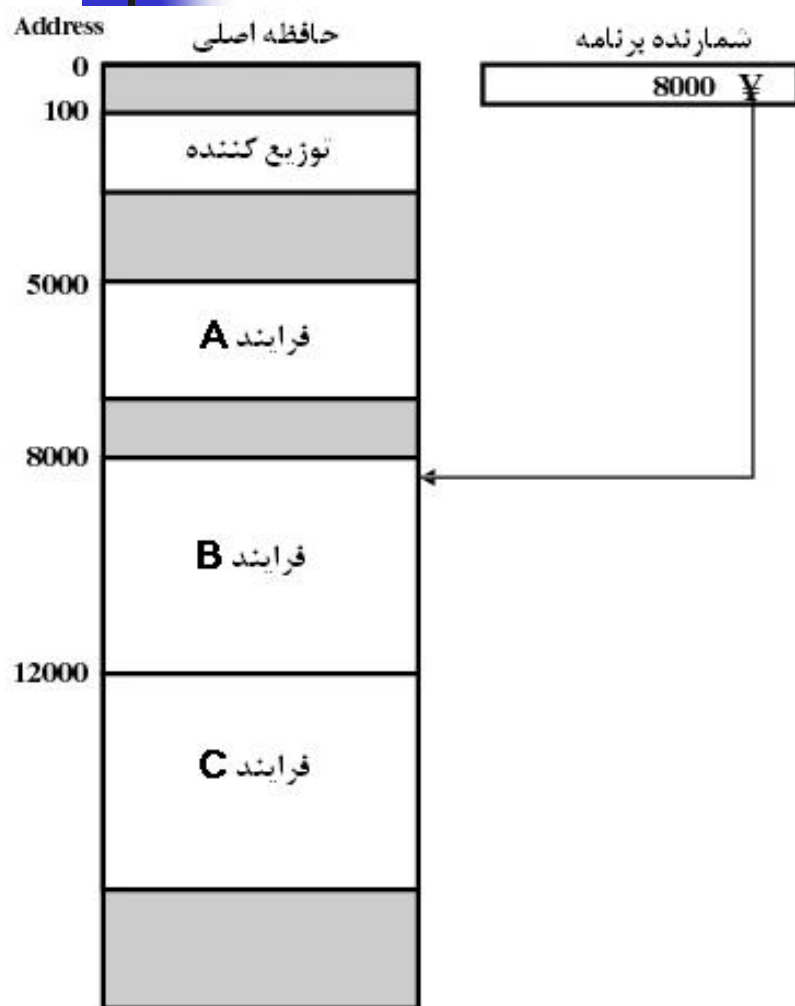 Address
حافظه اصلی
شمارنده برنامه
0
8000 ¥
100
توزیع کننده
5000
فرایند A
8000
فرایند B
12000
فرایند C